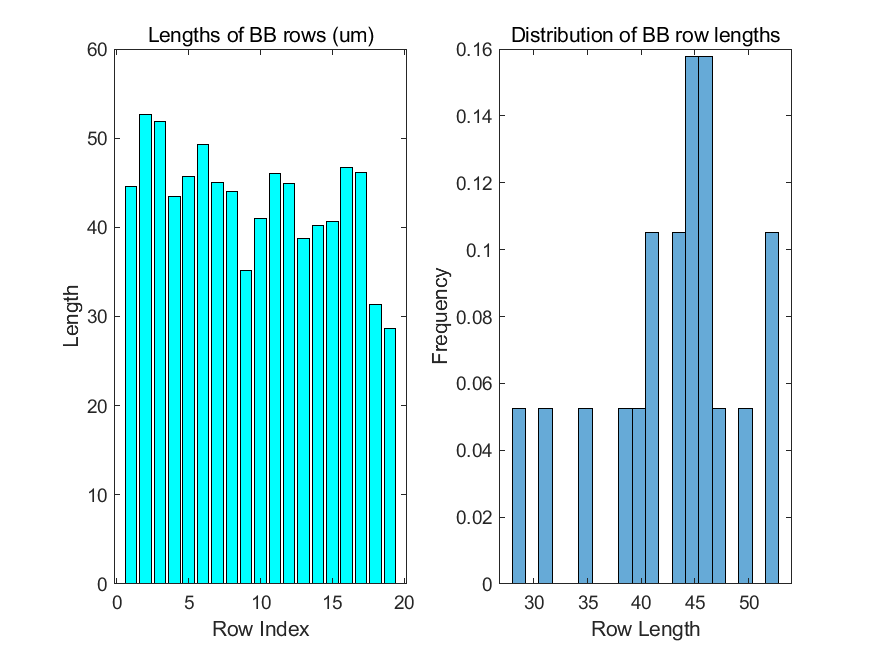 Lengths of BB rows (um)
60
50
40
30
20
10
0
Length
0 5 10 15 20
Row Index
Distribution of BB row lengths
0.16
0.14
0.12
0.1
0.08
0.06
0.04
0.02
0
Frequency
30 35 40 45 50
Row Length